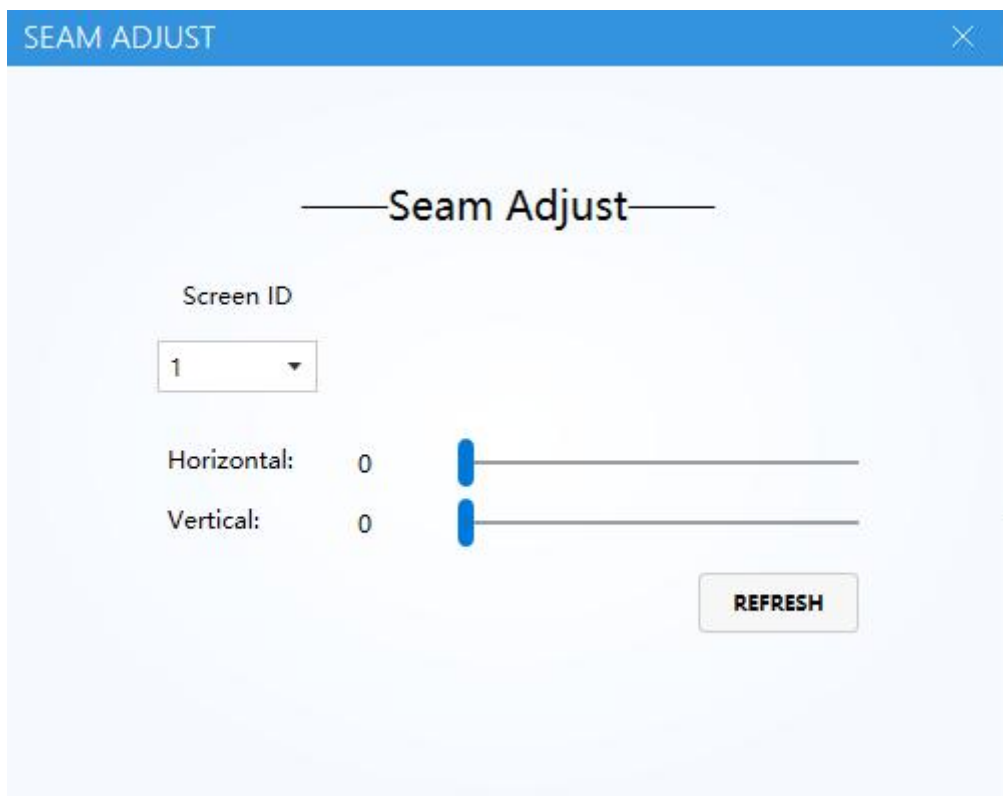 SEAM ADJUST
Seam Adjust
Screen ID
1
Horizontal: 0
Vertical: 0
REFRESH